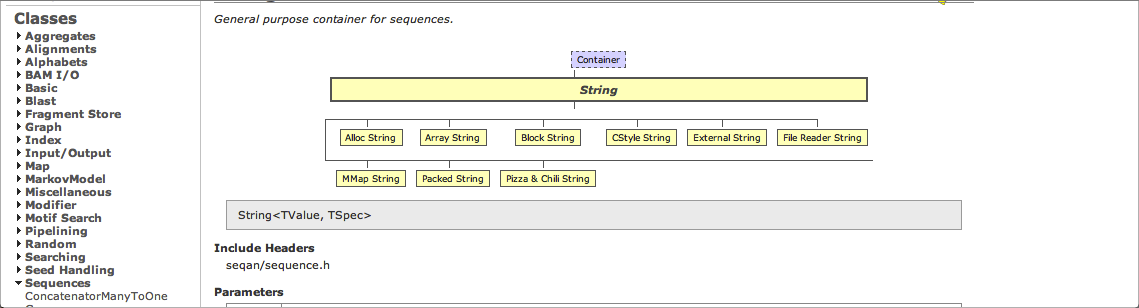 Classes
Aggregates
Alignments
Alphabets
BAM I/O
Basic
Blast
Fragment Store
Graph
Index
Input/Output
Map
MarkovModel
Miscellaneous
Modifier
Motif Search
Pipelining
Random
Searching
Seed Handling
Sequences
ConcatenatorManyToOne
General purpose container for sequences.
Container
String
Alloc String Array String Block String CStyle String External String File Reader String
MMap String Packed String Pizza & Chili String
String<TValue, TSpec>
Include Headers
seqan/sequence.h
Parameters